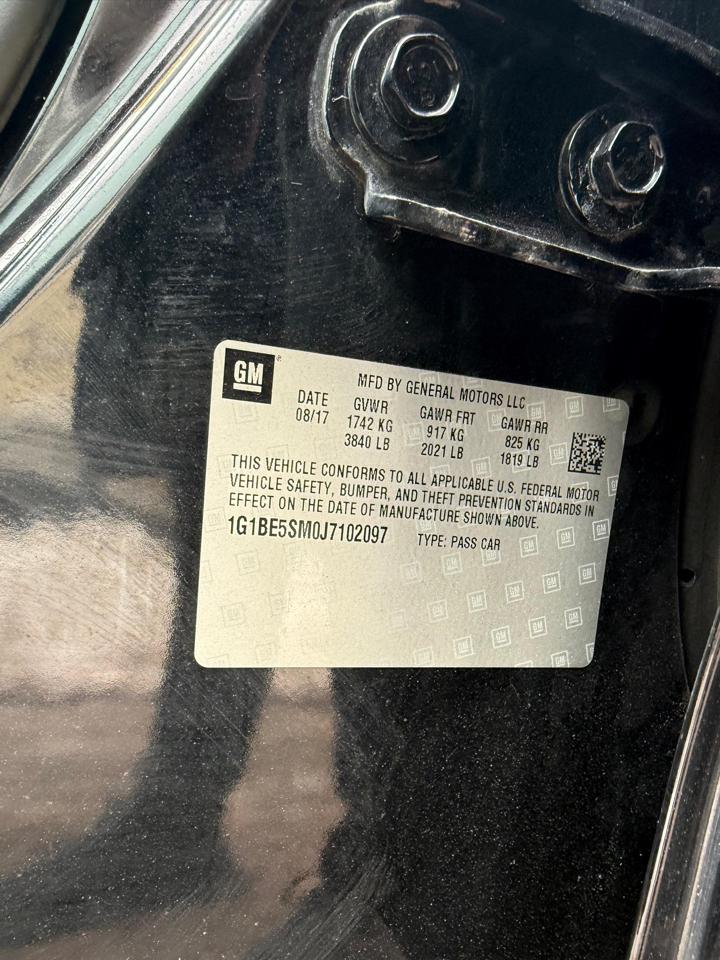 GM
MFD BY GENERAL MOTORS LLC
DATE GVWR GAWR FRT GAWR RR
08/17 1742 KG 917 KG 825 KG
3840 LB 2021 LB 1819 LB
THIS VEHICLE CONFORMS TO ALL APPLICABLE U.S. FEDERAL MOTOR
VEHICLE SAFETY, BUMPER, AND THEFT PREVENTION STANDARDS IN
EFFECT ON THE DATE OF MANUFACTURE SHOWN ABOVE.
1G1BE5SM0J7102097 TYPE: PASS CAR